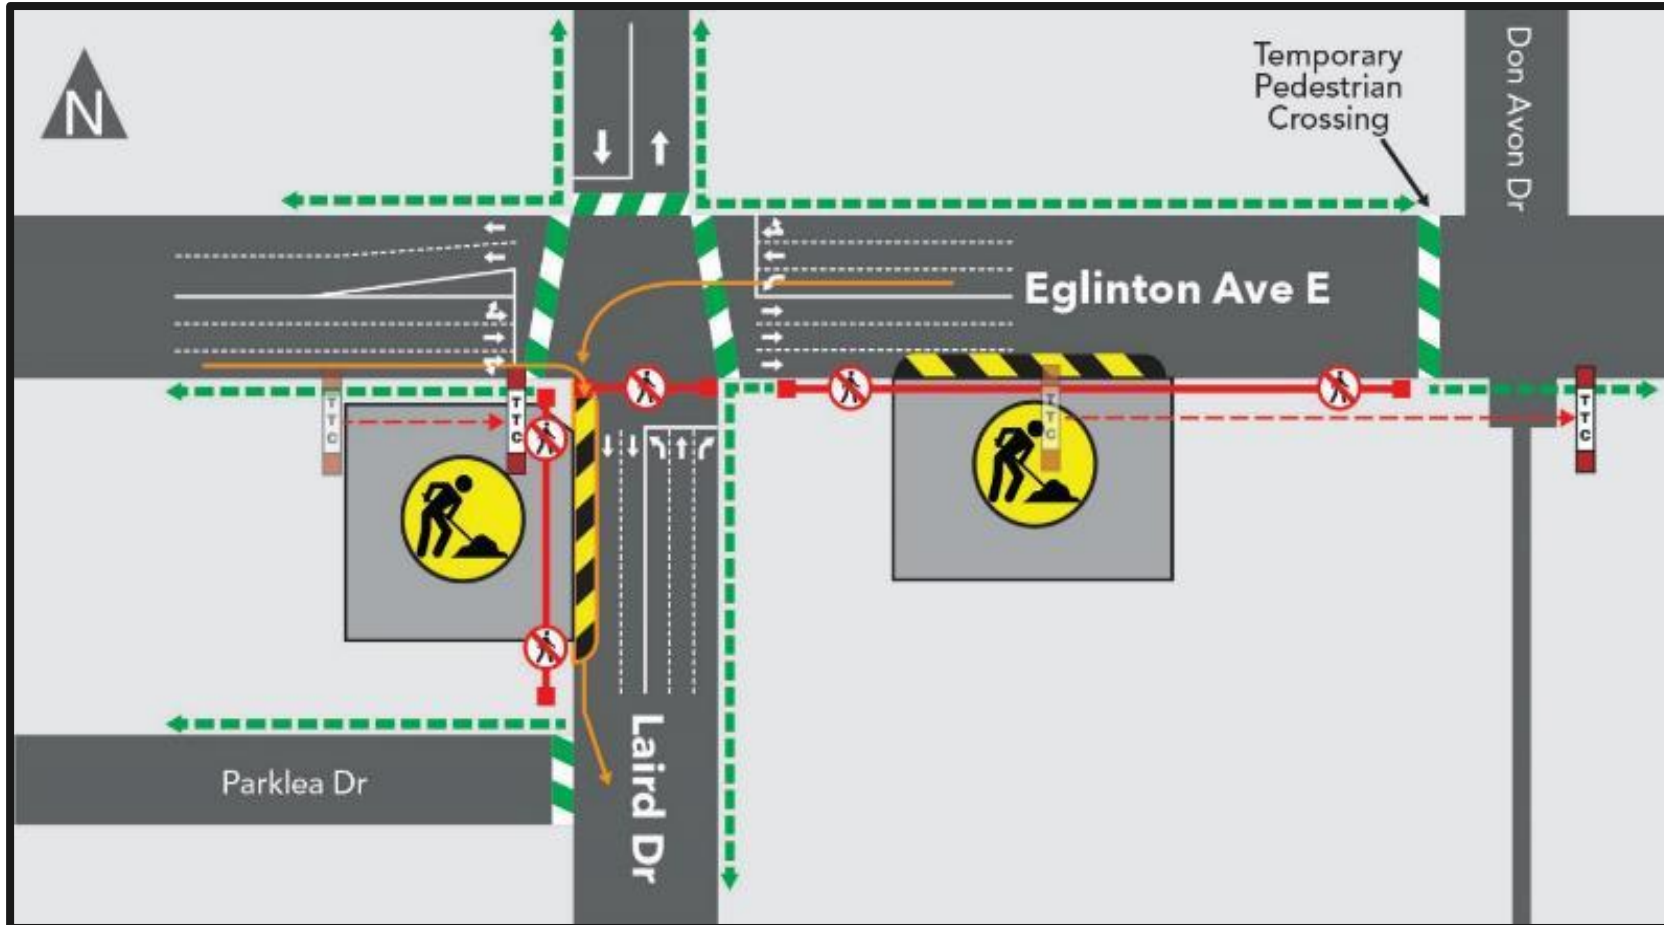 N
Temporary
Pedestrian
Crossing
Don Avon Dr
Eglinton Ave E
TTC
TTC
TTC
TTC
Laird Dr
Parklea Dr